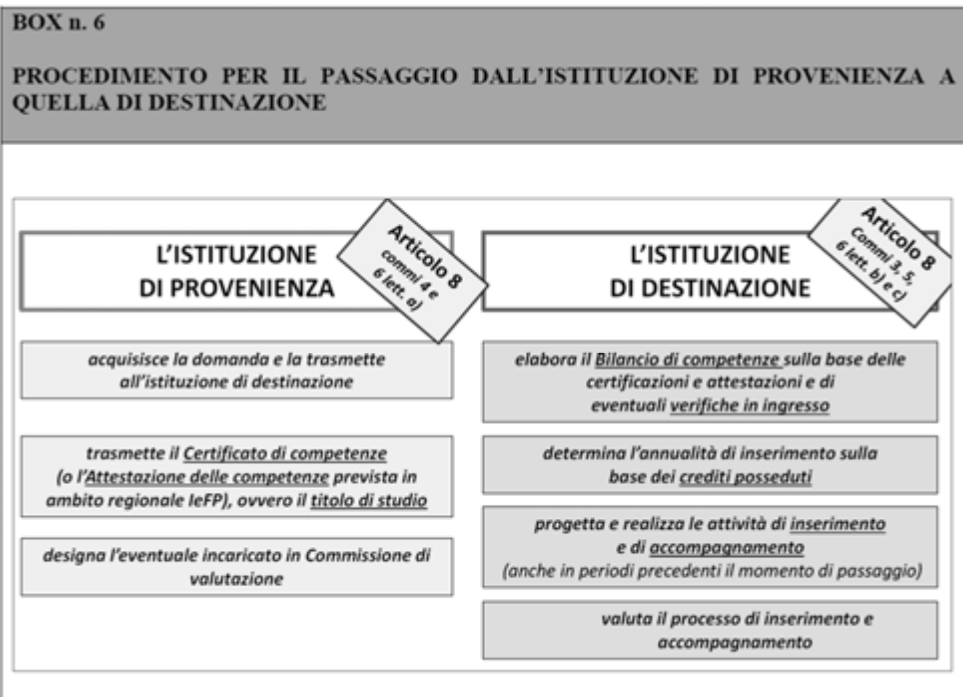 BOX n. 6
PROCEDIMENTO PER IL PASSAGGIO DALL'ISTITUZIONE DI PROVENIENZA A
QUELLA DI DESTINAZIONE
L'ISTITUZIONE
DI PROVENIENZA
Articolo 8
commi 4 e
6 lett. a)
acquisisce la domanda e la trasmette
all'istituzione di destinazione
trasmette il Certificato di competenze
(o l'Attestazione delle competenze prevista in
ambito regionale IeFP), ovvero il titolo di studio
designa l'eventuale incaricato in Commissione di
valutazione
L'ISTITUZIONE
DI DESTINAZIONE
Articolo 8
Commi 3, 5,
6 lett. b) e c)
elabora il Bilancio di competenze sulla base delle
certificazioni e attestazioni e di
eventuali verifiche in ingresso
determina l'annualità di inserimento sulla
base dei crediti posseduti
progetta e realizza le attività di inserimento
e di accompagnamento
(anche in periodi precedenti il momento di passaggio)
valuta il processo di inserimento e
accompagnamento